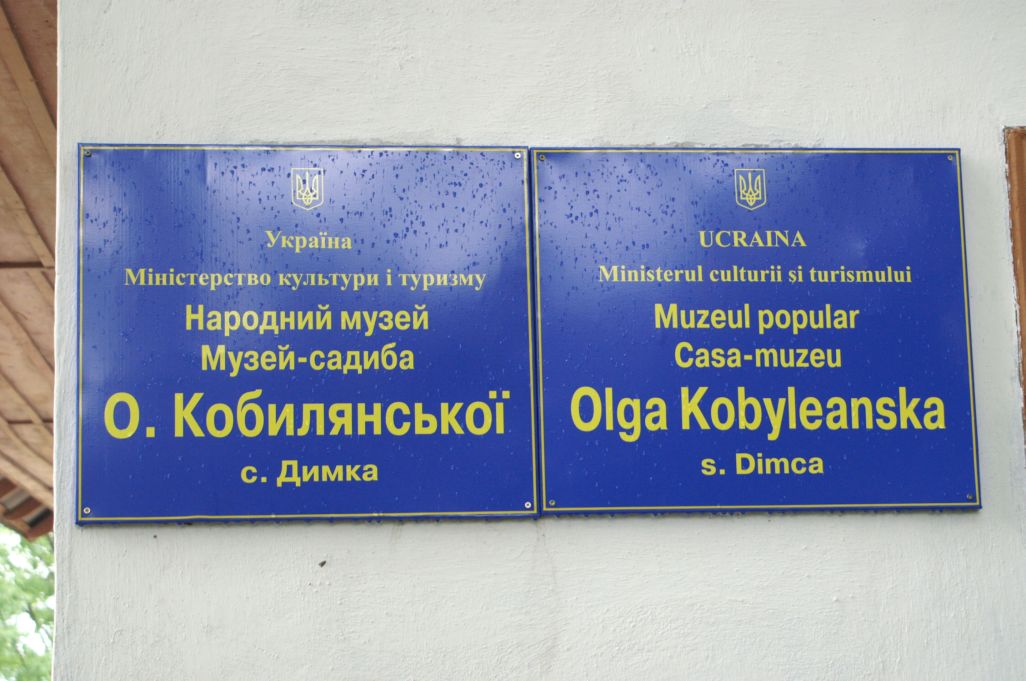 Україна
Міністерство культури і туризму
Народний музей
Музей-садиба
О. Кобилянської
с. Димка
UCRAINA
Ministerul culturii şi turismului
Muzeul popular
Casa-muzeu
Olga Kobyleanska
s. Dimca